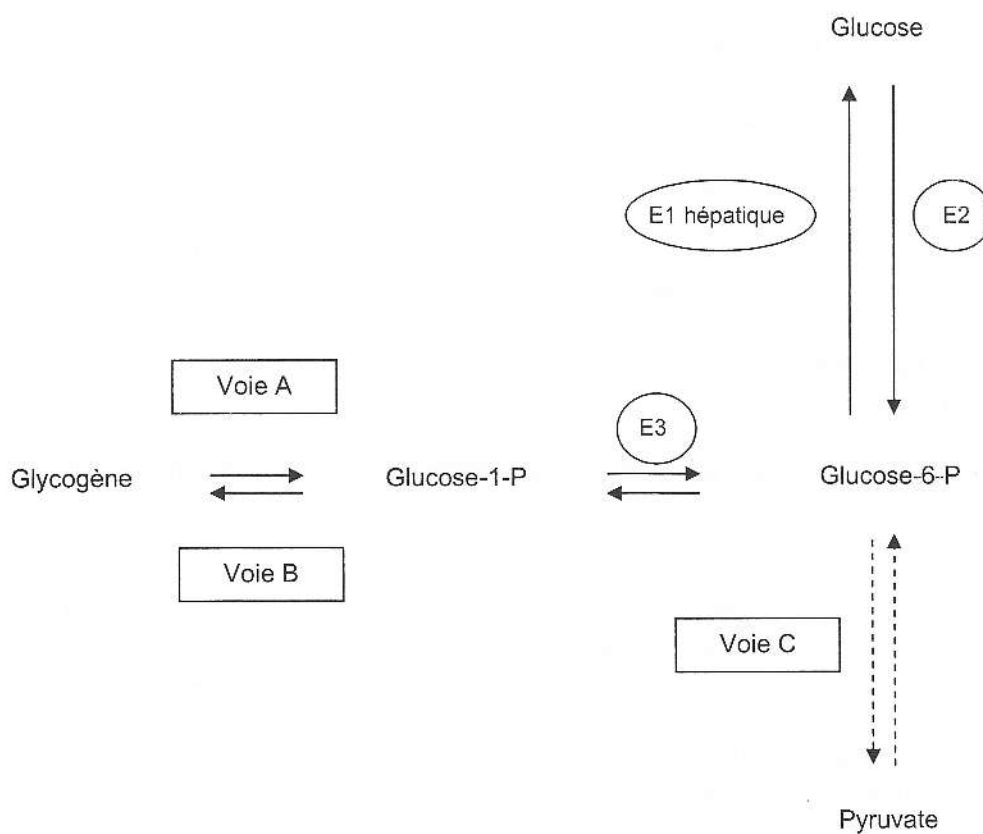 Glucose
E1 hépatique
E2
Voie A
E3
Glycogène
Glucose-1-P
Glucose-6-P
Voie B
Voie C
Pyruvate